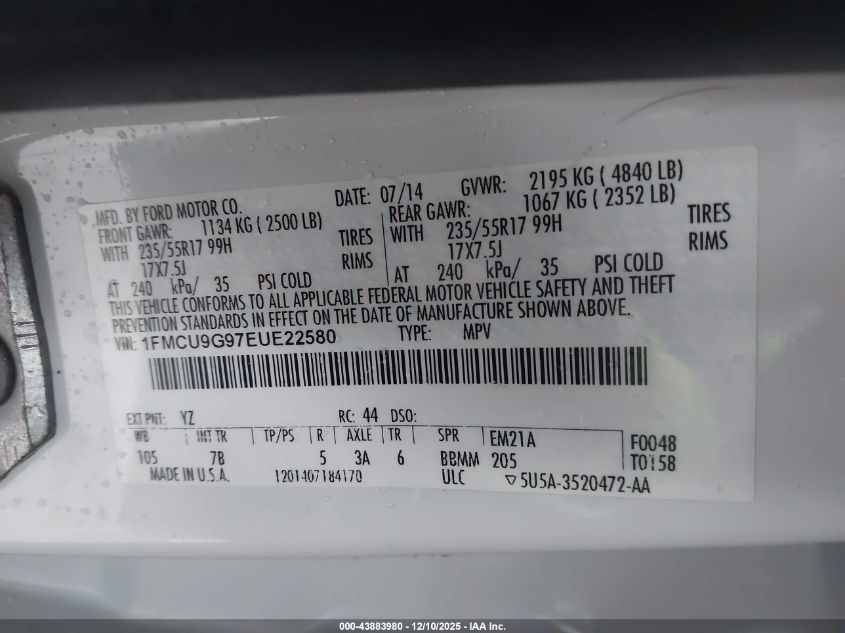 MFD. BY FORD MOTOR CO. DATE: 07/14 GVWR: 2195 KG ( 4840 LB)
FRONT GAWR: 1134 KG ( 2500 LB) REAR GAWR: 1067 KG ( 2352 LB)
WITH 235/55R17 99H TIRES WITH 235/55R17 99H TIRES
17X7.5J RIMS 17X7.5J RIMS
AT 240 kPa/ 35 PSI COLD AT 240 kPa/ 35 PSI COLD
THIS VEHICLE CONFORMS TO ALL APPLICABLE FEDERAL MOTOR VEHICLE SAFETY AND THEFT
PREVENTION STANDARDS IN EFFECT ON THE DATE OF MANUFACTURE SHOWN ABOVE.
VIN: 1FMCU9G97EUE22580 TYPE: MPV
EXT PNT: YZ RC: 44 DSO:
WB INT TR TP/PS R AXLE TR SPR EM21A F0048
105 7B 5 3A 6 BBMM 205 T0158
MADE IN U.S.A. 1201407184170 ULC ▽5U5A-3520472-AA
000-43883980 - 12/10/2025 - IAA Inc.